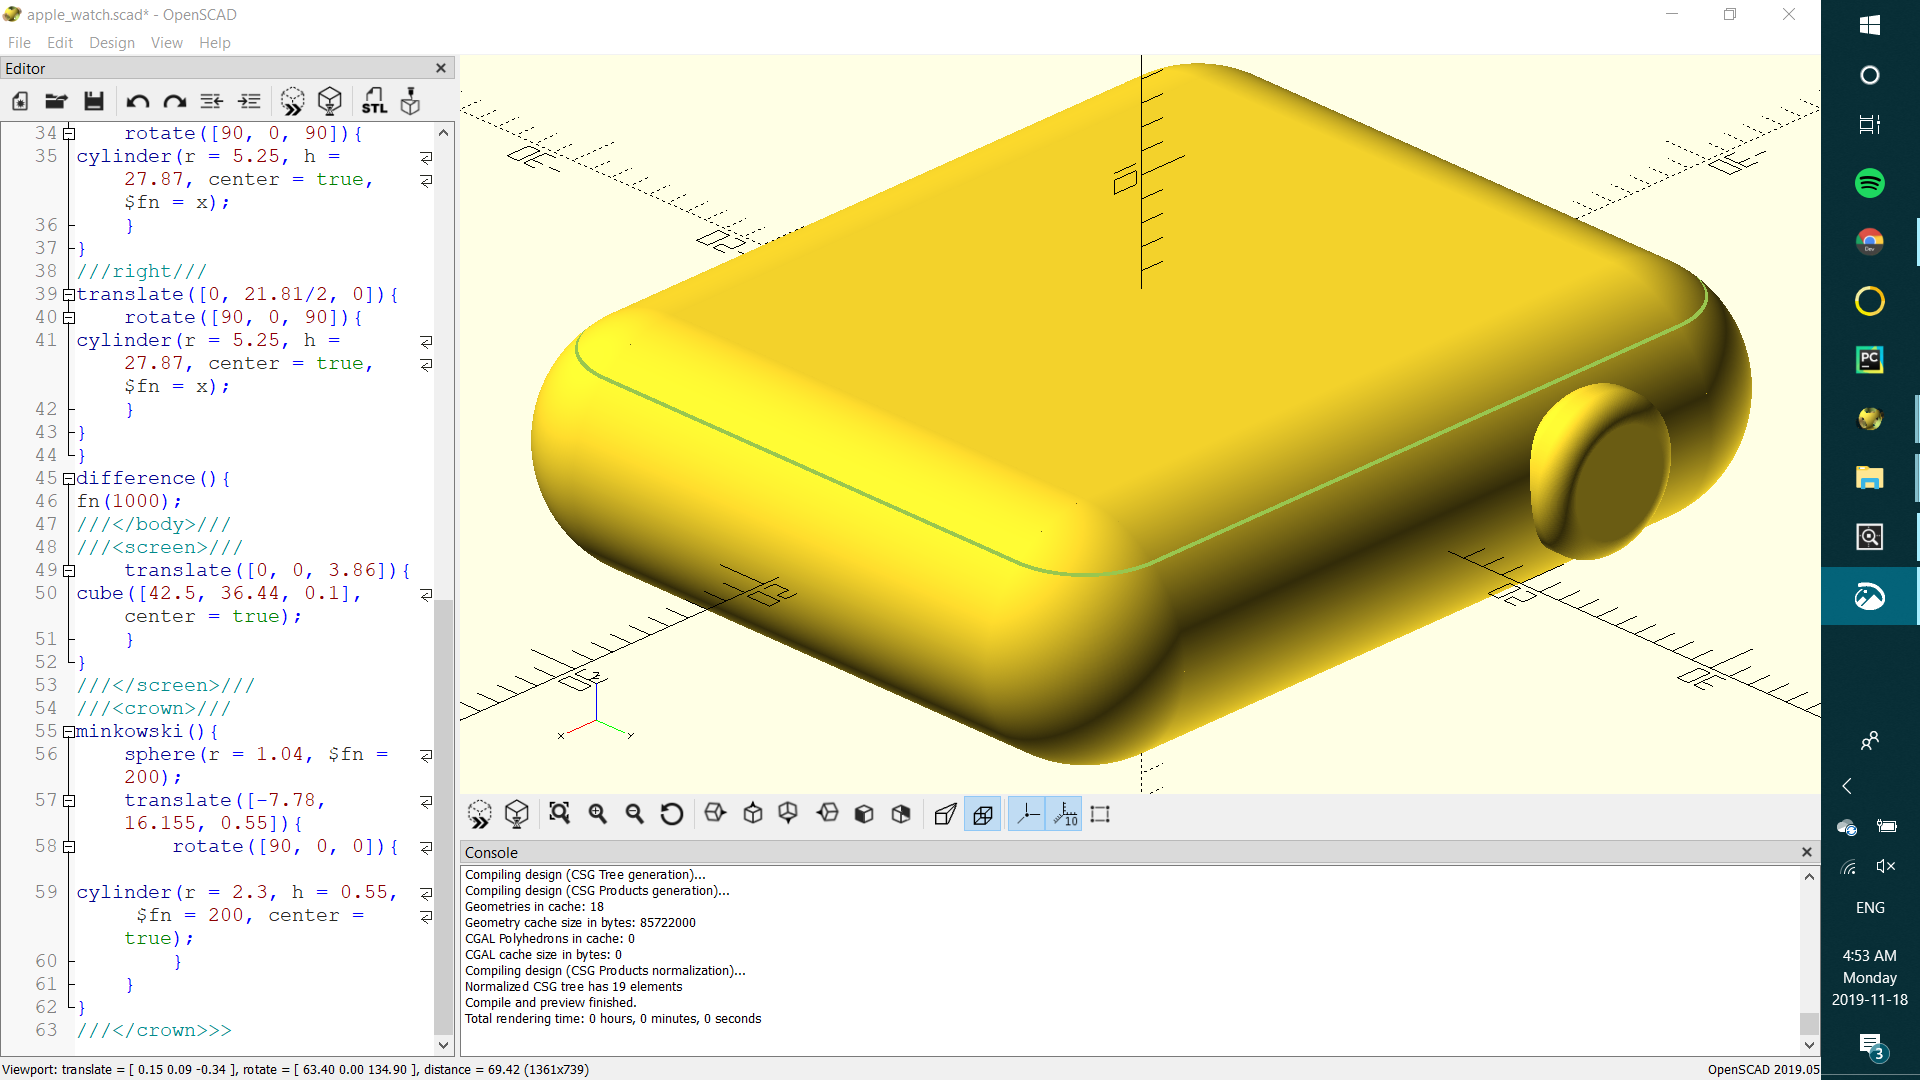 apple_watch.scad* - OpenSCAD
File Edit Design View Help
Editor
STL
34 rotate([90, 0, 90]){
35 cylinder(r = 5.25, h =
27.87, center = true,
$fn = x);
36 }
37 }
38 ///right///
39 translate([0, 21.81/2, 0]){
40 rotate([90, 0, 90]){
41 cylinder(r = 5.25, h =
27.87, center = true,
$fn = x);
42 }
43 }
44 }
45 difference(){
46 fn(1000);
47 ///</body>///
48 ///<screen>///
49 translate([0, 0, 3.86]){
50 cube([42.5, 36.44, 0.1],
center = true);
51 }
52 }
53 ///</screen>///
54 ///<crown>///
55 minkowski(){
56 sphere(r = 1.04, $fn =
200);
57 translate([-7.78,
16.155, 0.55]){
58 rotate([90, 0, 0]){
59 cylinder(r = 2.3, h = 0.55,
$fn = 200, center =
true);
60 }
61 }
62 }
63 ///</crown>>>
z
x
y
10
Console
Compiling design (CSG Tree generation)...
Compiling design (CSG Products generation)...
Geometries in cache: 18
Geometry cache size in bytes: 85722000
CGAL Polyhedrons in cache: 0
CGAL cache size in bytes: 0
Compiling design (CSG Products normalization)...
Normalized CSG tree has 19 elements
Compile and preview finished.
Total rendering time: 0 hours, 0 minutes, 0 seconds
Viewport: translate = [ 0.15 0.09 -0.34 ], rotate = [ 63.40 0.00 134.90 ], distance = 69.42 (1361x739)
OpenSCAD 2019.05
Dev
PC
ENG
4:53 AM
Monday
2019-11-18
3